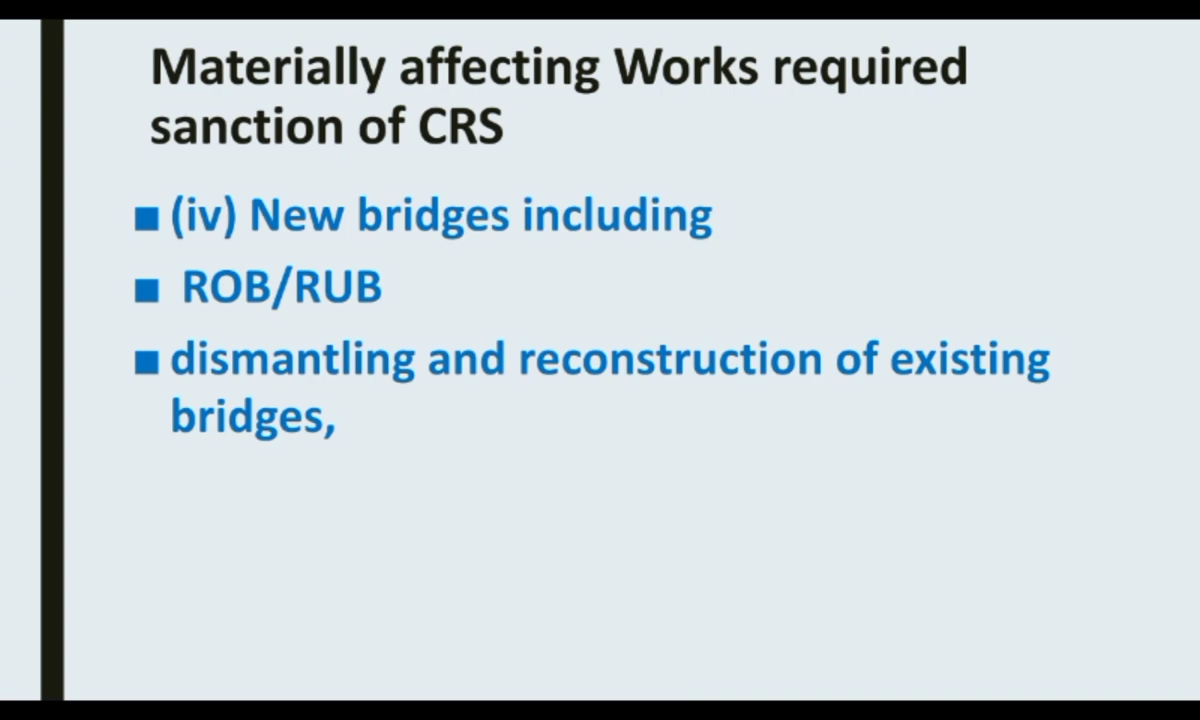 Materially affecting Works required
sanction of CRS
■ (iv) New bridges including
■ ROB/RUB
■ dismantling and reconstruction of existing
bridges,